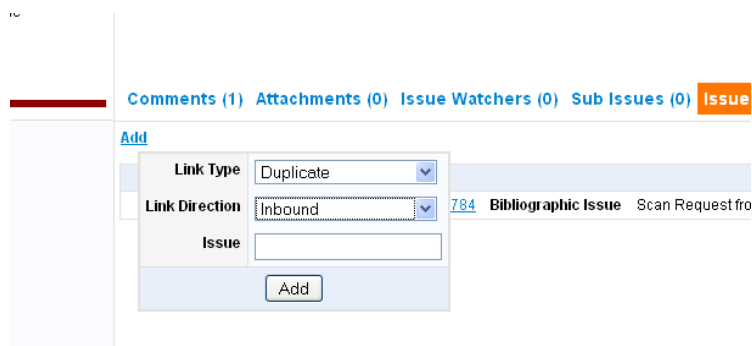 Comments (1) Attachments (0) Issue Watchers (0) Sub Issues (0) Issue
Add
Link Type Duplicate
Link Direction Inbound
784 Bibliographic Issue Scan Request fro
Issue
Add